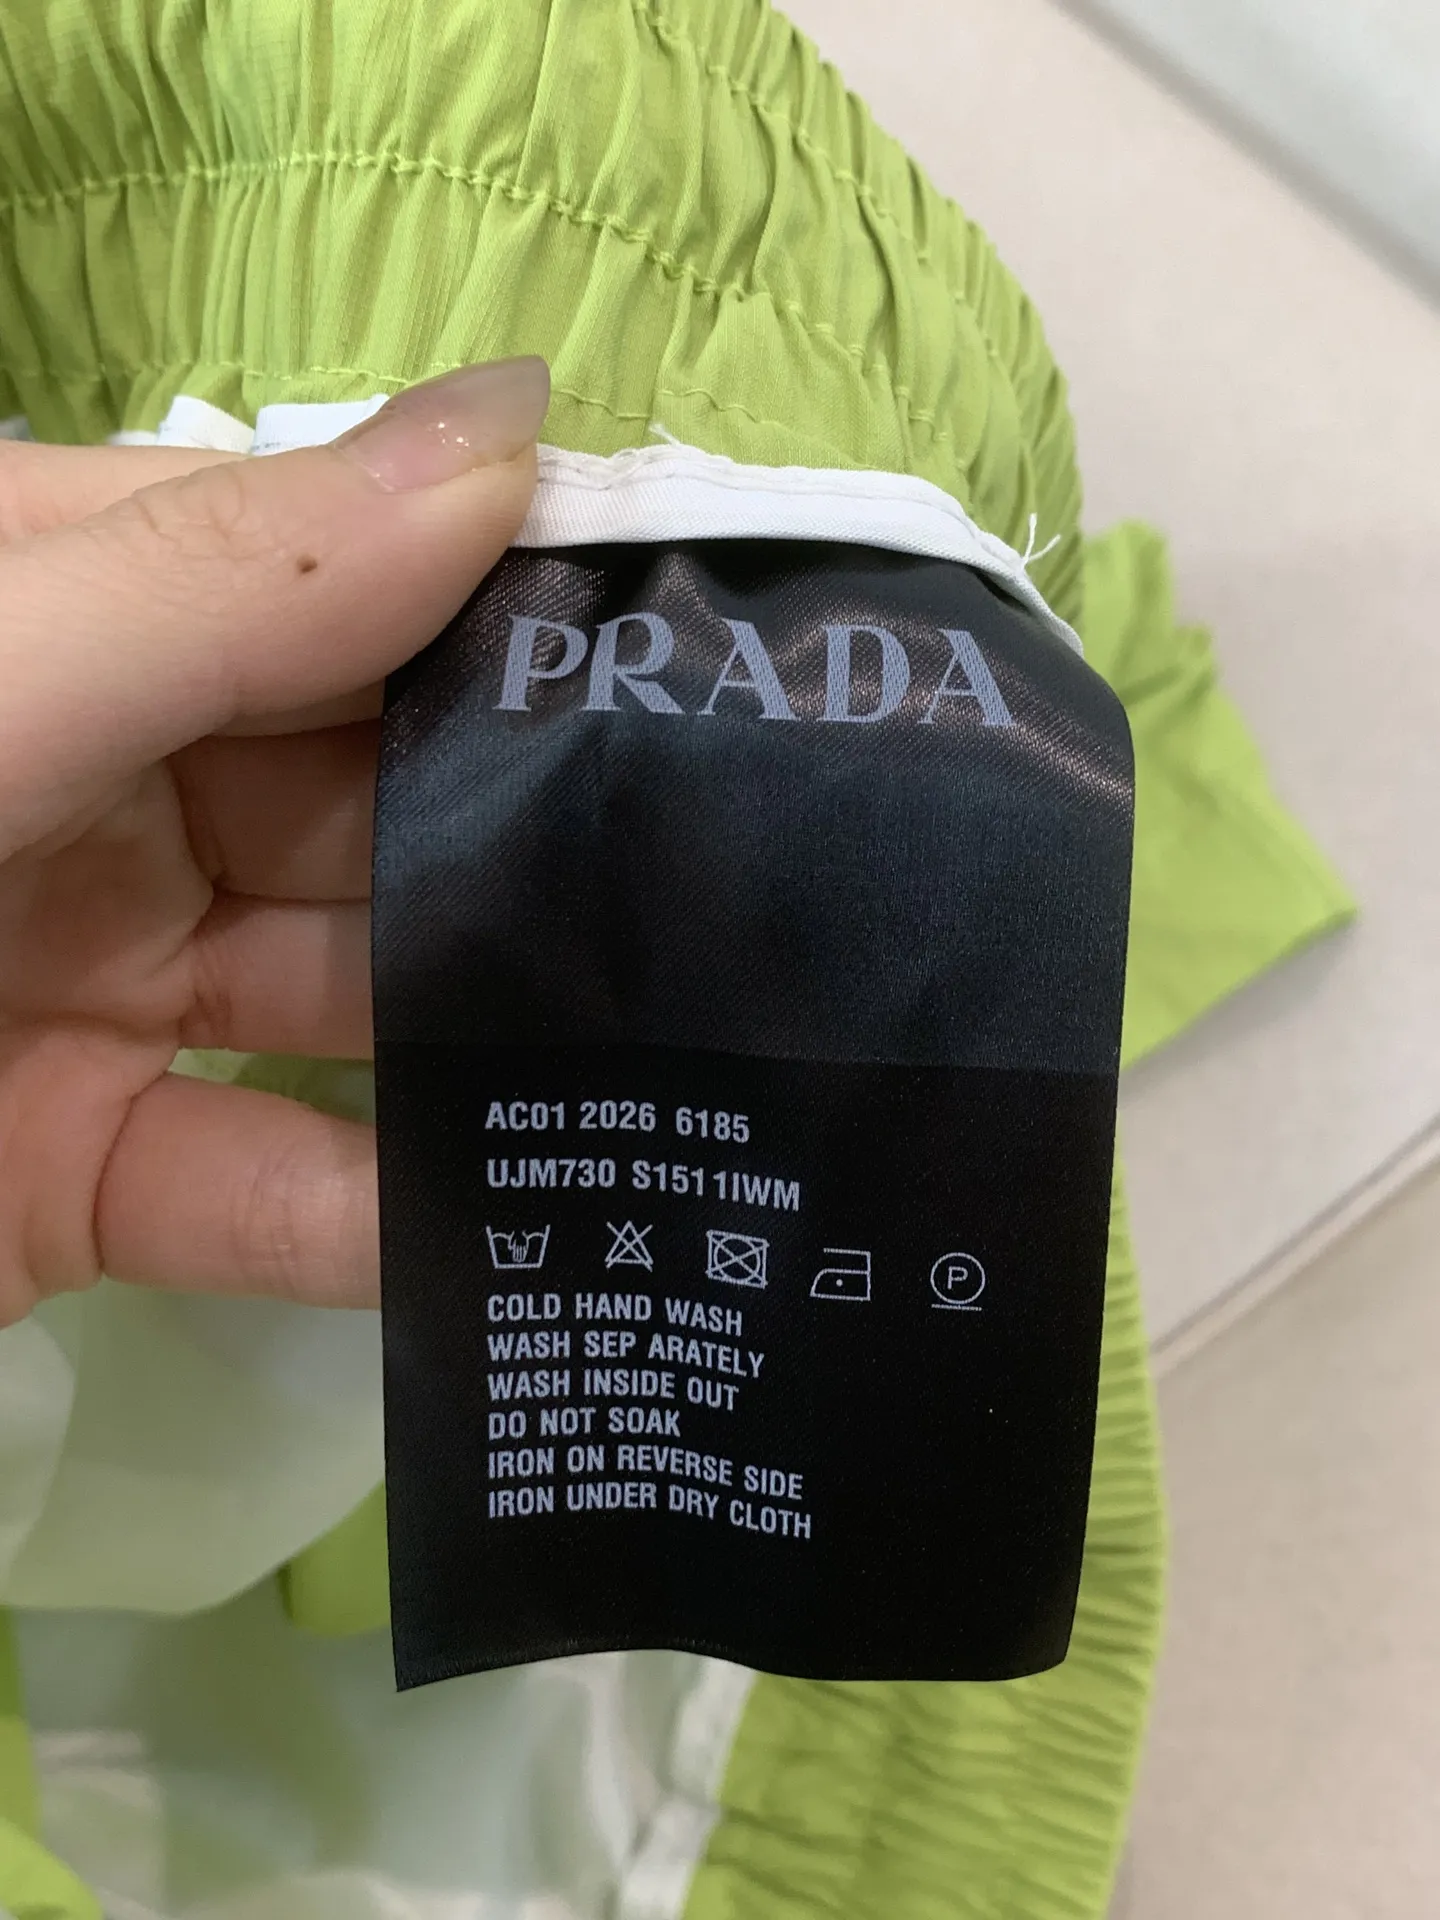 PRADA
AC01 2026 6185
UJM730 S1511IWM
P
COLD HAND WASH
WASH SEP ARATELY
WASH INSIDE OUT
DO NOT SOAK
IRON ON REVERSE SIDE
IRON UNDER DRY CLOTH